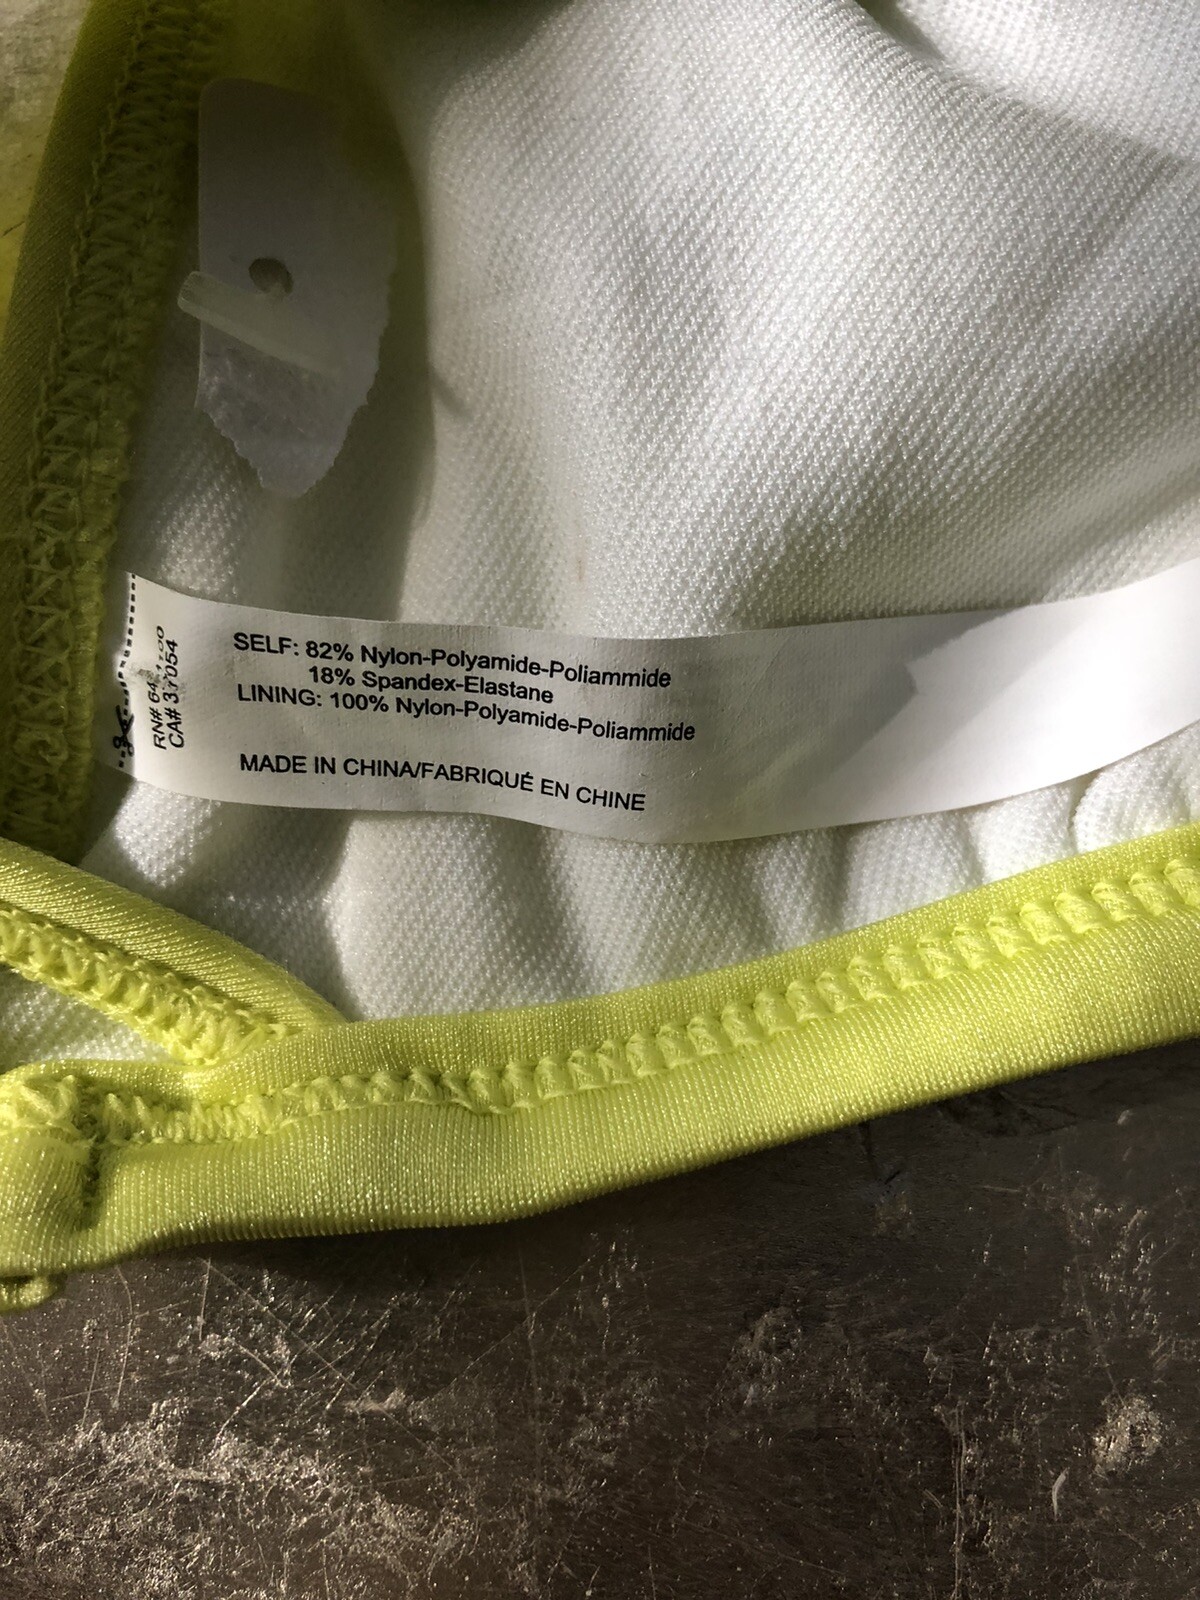 SELF: 82% Nylon-Polyamide-Poliammide
18% Spandex-Elastane
LINING: 100% Nylon-Polyamide-Poliammide
MADE IN CHINA/FABRIQUÉ EN CHINE
RN#
CA#